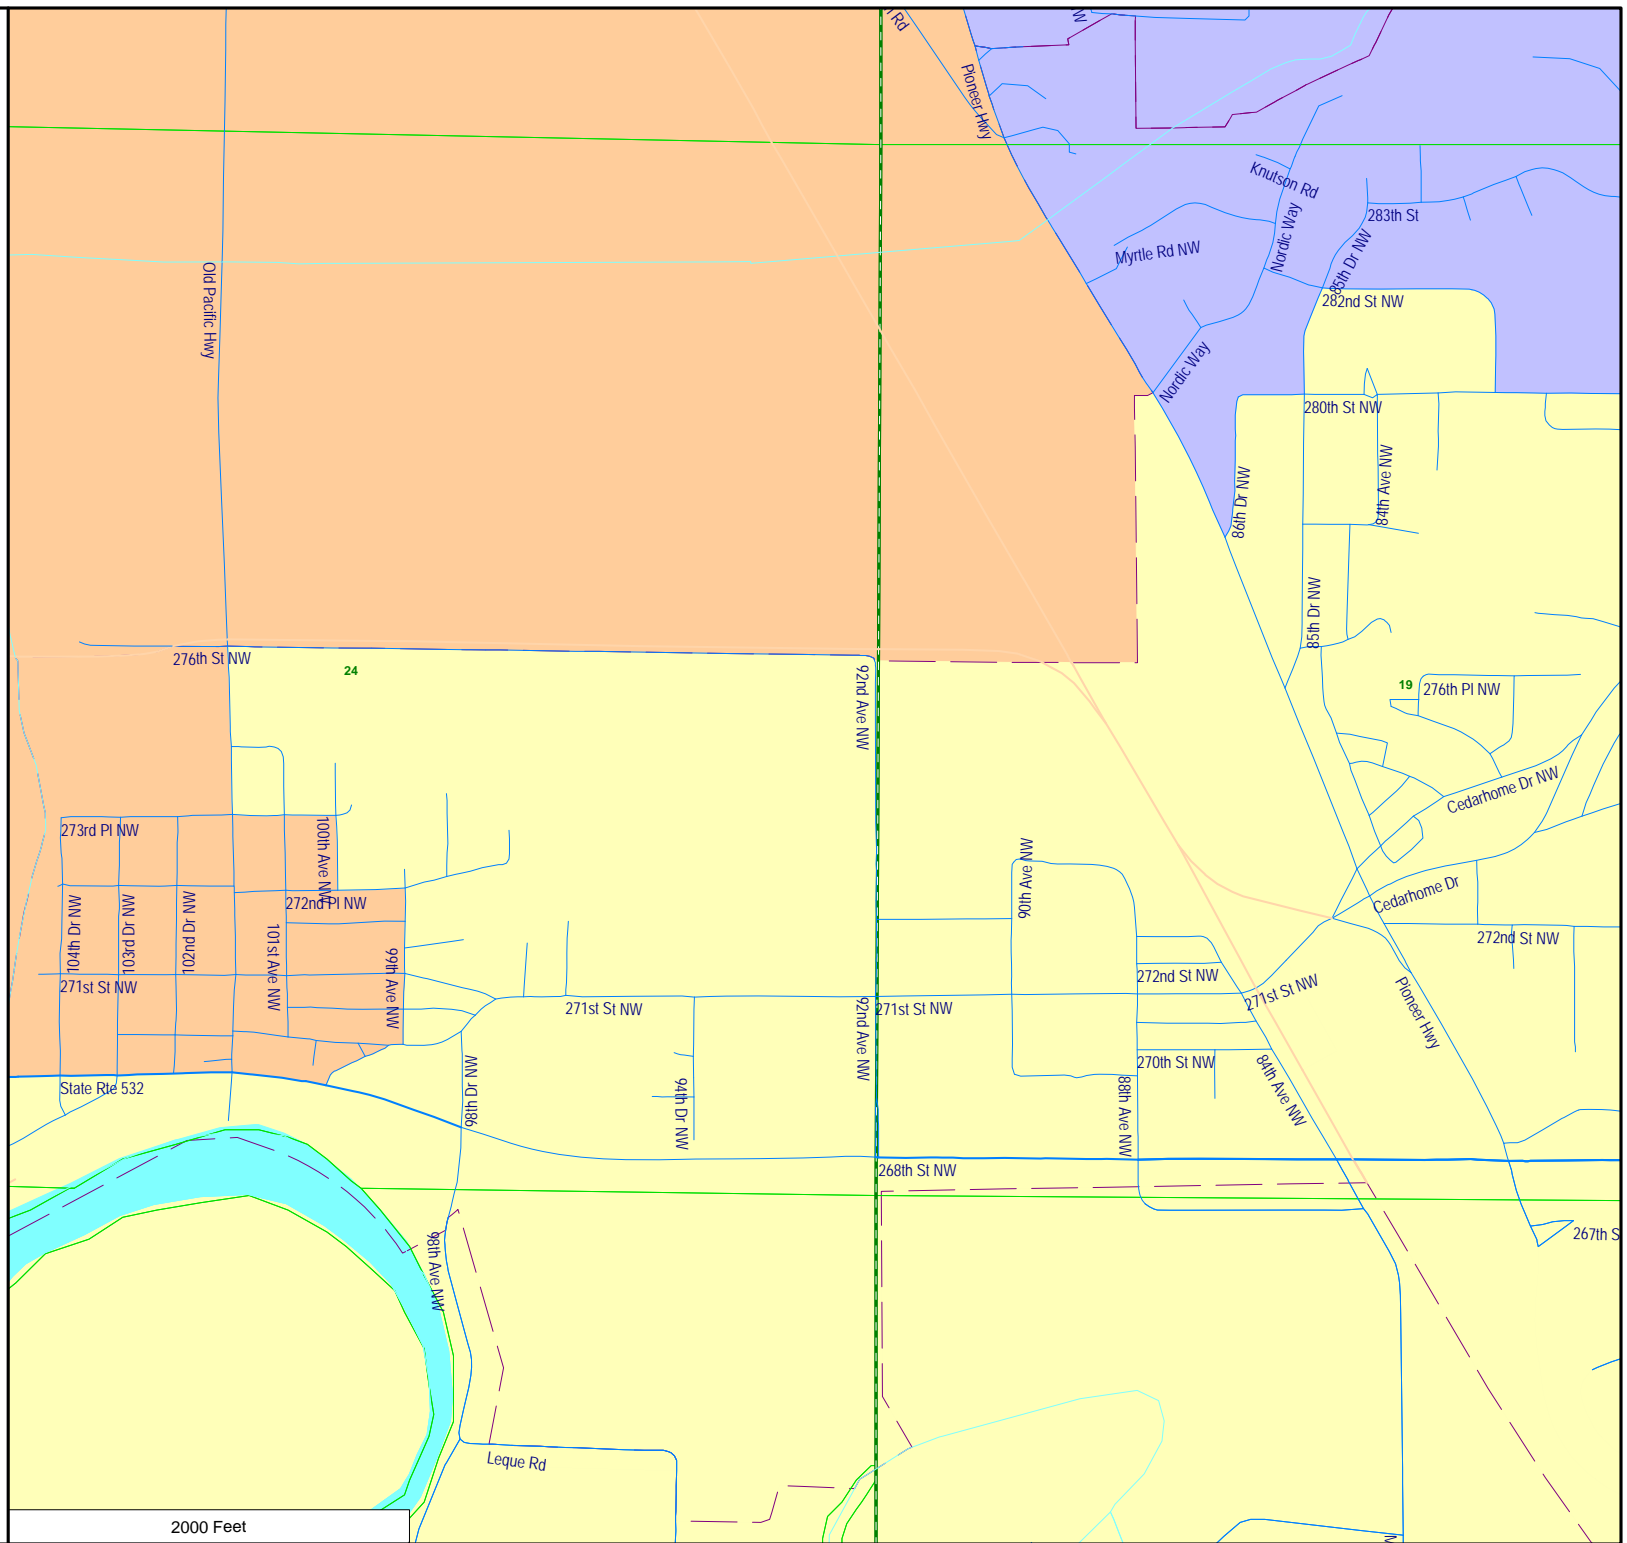 Rd
W
Pioneer Hwy
Knutson Rd
283th St
Nordic Way
Myrtle Rd NW
85th Dr NW
Old Pacific Hwy
282nd St NW
Nordic Way
280th St NW
84th Ave NW
86th Dr NW
85th Dr NW
276th St NW
24
92nd Ave NW
19
276th Pl NW
Cedarhome Dr NW
273rd Pl NW
100th Ave NW
90th Ave NW
272nd Pl NW
Cedarhome Dr
104th Dr NW
103rd Dr NW
102nd Dr NW
101st Ave NW
99th Ave NW
272nd St NW
272nd St NW
271st St NW
271st St NW
92nd Ave NW
271st St NW
271st St NW
Pioneer Hwy
270th St NW
84th Ave NW
State Rte 532
98th Dr NW
94th Dr NW
88th Ave NW
268th St NW
98th Ave NW
267th S
Leque Rd
2000 Feet